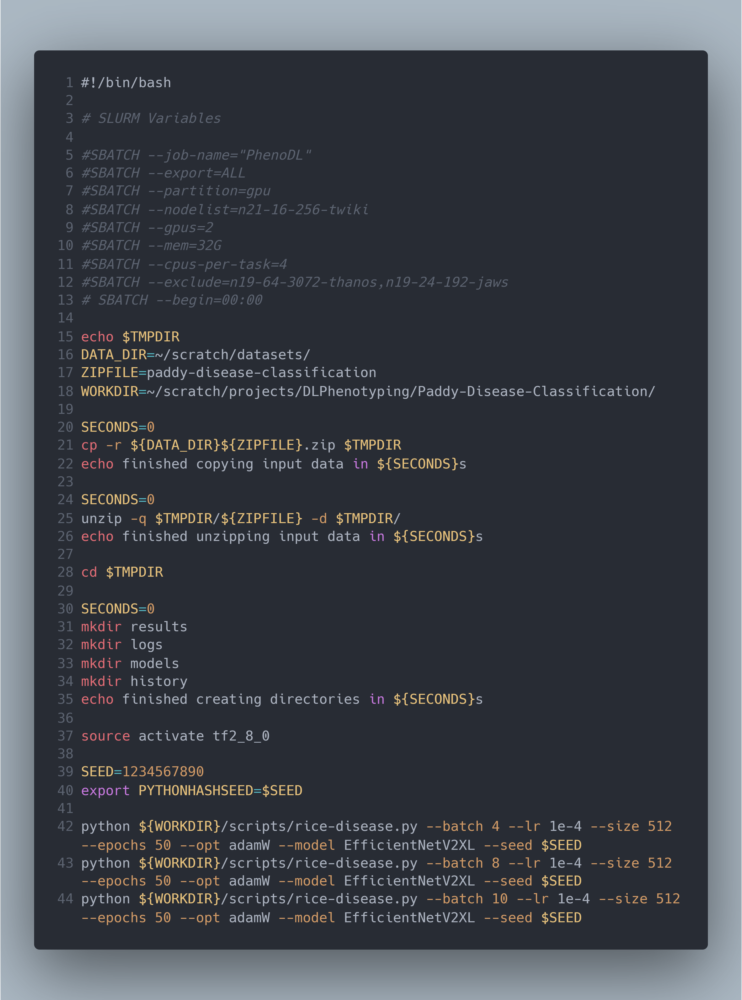 1 #!/bin/bash
2
3 # SLURM Variables
4
5 #SBATCH --job-name="PhenoDL"
6 #SBATCH --export=ALL
7 #SBATCH --partition=gpu
8 #SBATCH --nodelist=n21-16-256-twiki
9 #SBATCH --gpus=2
10 #SBATCH --mem=32G
11 #SBATCH --cpus-per-task=4
12 #SBATCH --exclude=n19-64-3072-thanos,n19-24-192-jaws
13 # SBATCH --begin=00:00
14
15 echo $TMPDIR
16 DATA_DIR=~/scratch/datasets/
17 ZIPFILE=paddy-disease-classification
18 WORKDIR=~/scratch/projects/DLPhenotyping/Paddy-Disease-Classification/
19
20 SECONDS=0
21 cp -r ${DATA_DIR}${ZIPFILE}.zip $TMPDIR
22 echo finished copying input data in ${SECONDS}s
23
24 SECONDS=0
25 unzip -q $TMPDIR/${ZIPFILE} -d $TMPDIR/
26 echo finished unzipping input data in ${SECONDS}s
27
28 cd $TMPDIR
29
30 SECONDS=0
31 mkdir results
32 mkdir logs
33 mkdir models
34 mkdir history
35 echo finished creating directories in ${SECONDS}s
36
37 source activate tf2_8_0
38
39 SEED=1234567890
40 export PYTHONHASHSEED=$SEED
41
42 python ${WORKDIR}/scripts/rice-disease.py --batch 4 --lr 1e-4 --size 512
--epochs 50 --opt adamW --model EfficientNetV2XL --seed $SEED
43 python ${WORKDIR}/scripts/rice-disease.py --batch 8 --lr 1e-4 --size 512
--epochs 50 --opt adamW --model EfficientNetV2XL --seed $SEED
44 python ${WORKDIR}/scripts/rice-disease.py --batch 10 --lr 1e-4 --size 512
--epochs 50 --opt adamW --model EfficientNetV2XL --seed $SEED